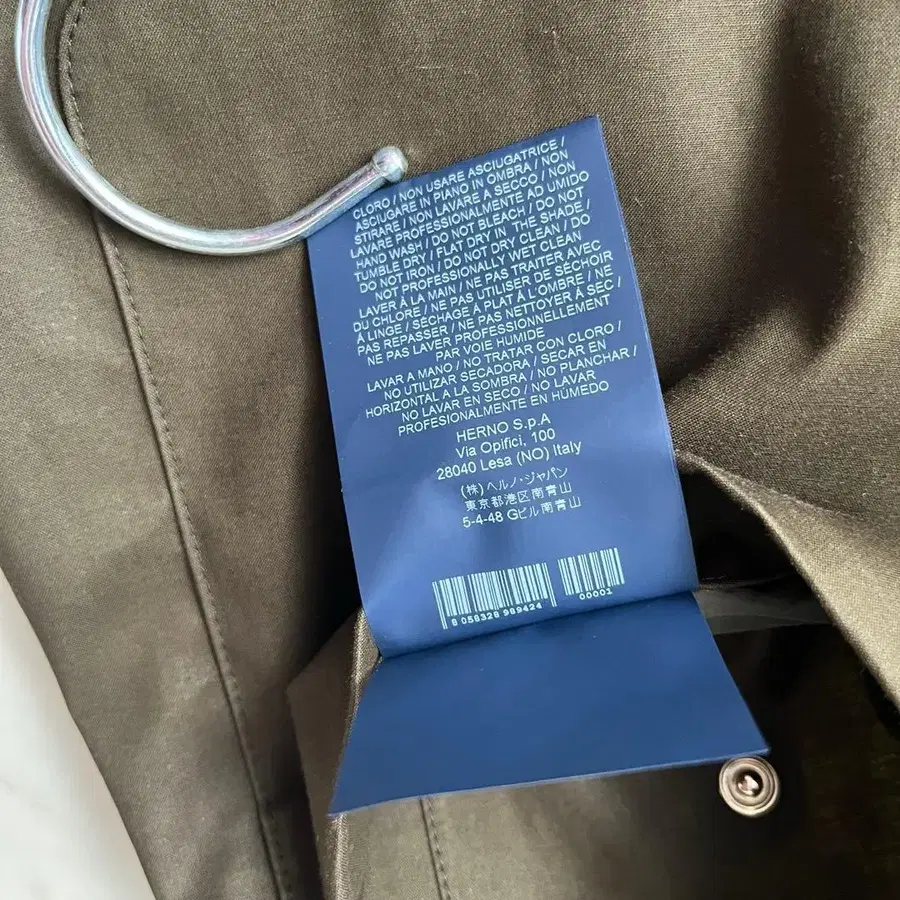 CLORO / NON USARE ASCIUGATRICE /
ASCIUGARE IN PIANO IN OMBRA / NON
STIRARE / NON LAVARE A SECCO / NON
LAVARE PROFESSIONALMENTE AD UMIDO
HAND WASH / DO NOT BLEACH / DO NOT
TUMBLE DRY / FLAT DRY IN THE SHADE /
DO NOT IRON / DO NOT DRY CLEAN / DO
NOT PROFESSIONALLY WET CLEAN
LAVER À LA MAIN / NE PAS TRAITER AVEC
DU CHLORE / NE PAS UTILISER DE SÉCHOIR
À LINGE / SÉCHAGE À PLAT À L'OMBRE / NE
PAS REPASSER / NE PAS NETTOYER À SEC /
NE PAS LAVER PROFESSIONNELLEMENT
PAR VOIE HUMIDE
LAVAR A MANO / NO TRATAR CON CLORO /
NO UTILIZAR SECADORA / SECAR EN
HORIZONTAL A LA SOMBRA / NO PLANCHAR /
NO LAVAR EN SECO / NO LAVAR
PROFESIONALMENTE EN HÚMEDO
HERNO S.p.A
Via Opifici, 100
28040 Lesa (NO) Italy
(株) ヘルノ・ジャパン
東京都港区南青山
5-4-48 Gビル南青山
8 058328 989424
00001